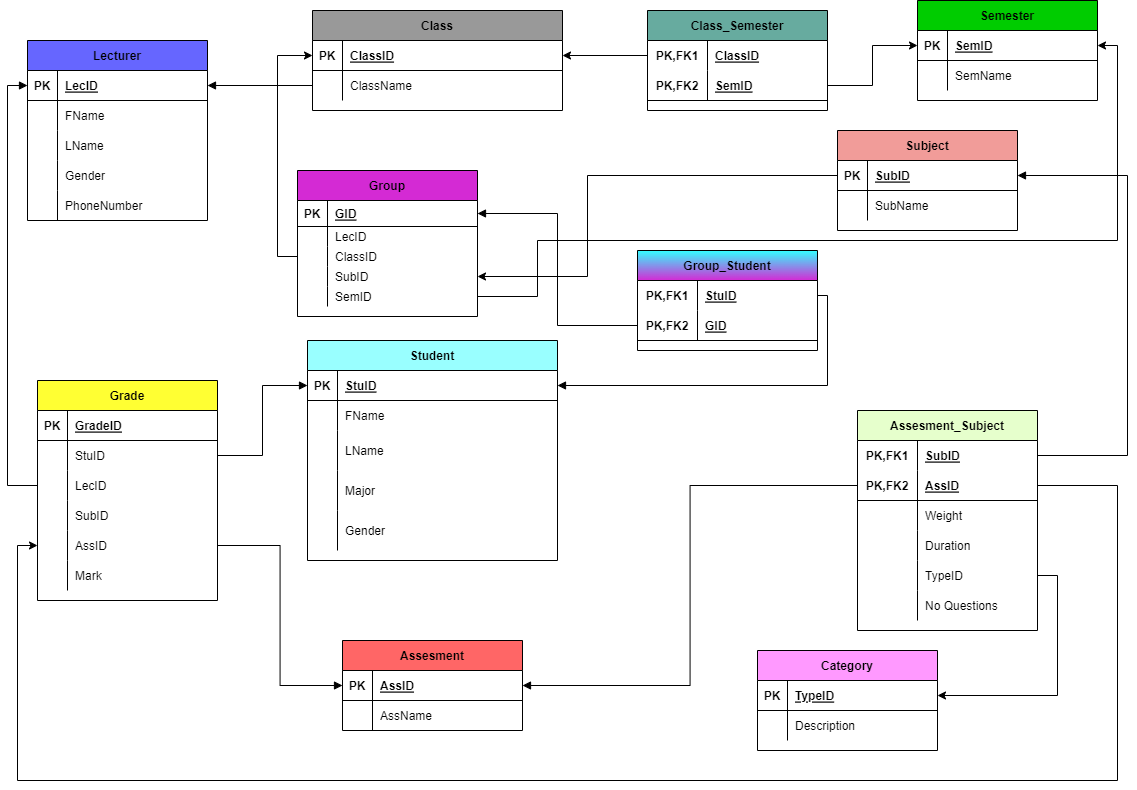 Lecturer
PK LecID
FName
LName
Gender
PhoneNumber
Class
PK ClassID
ClassName
Class_Semester
PK,FK1 ClassID
PK,FK2 SemID
Semester
PK SemID
SemName
Subject
PK SubID
SubName
Group
PK GID
LecID
ClassID
SubID
SemID
Group_Student
PK,FK1 StuID
PK,FK2 GID
Student
PK StuID
FName
LName
Major
Gender
Grade
PK GradeID
StuID
LecID
SubID
AssID
Mark
Assesment_Subject
PK,FK1 SubID
PK,FK2 AssID
Weight
Duration
TypeID
No Questions
Assesment
PK AssID
AssName
Category
PK TypeID
Description